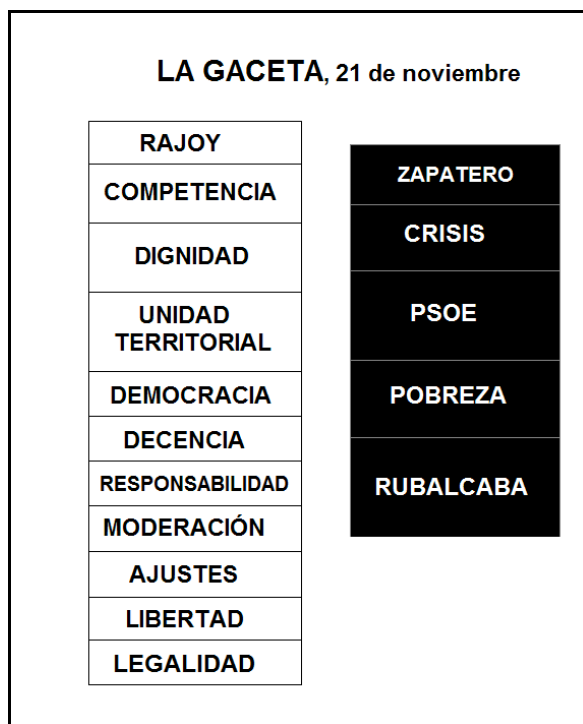 LA GACETA, 21 de noviembre
RAJOY
COMPETENCIA
DIGNIDAD
UNIDAD
TERRITORIAL
DEMOCRACIA
DECENCIA
RESPONSABILIDAD
MODERACIÓN
AJUSTES
LIBERTAD
LEGALIDAD
ZAPATERO
CRISIS
PSOE
POBREZA
RUBALCABA